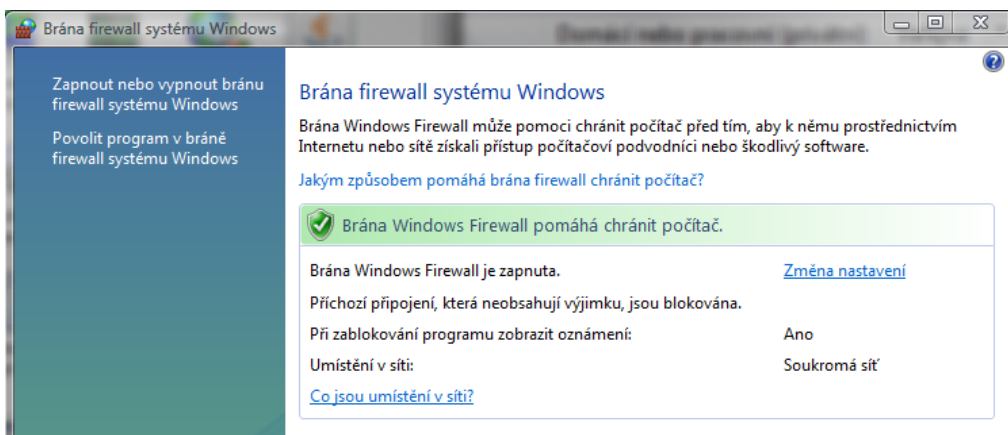 Brána firewall systému Windows
Domácí nebo pracovní (privátní)
Zapnout nebo vypnout bránu
firewall systému Windows
Povolit program v bráně
firewall systému Windows
Brána firewall systému Windows
Brána Windows Firewall může pomoci chránit počítač před tím, aby k němu prostřednictvím
Internetu nebo sítě získali přístup počítačoví podvodníci nebo škodlivý software.
Jakým způsobem pomáhá brána firewall chránit počítač?
Brána Windows Firewall pomáhá chránit počítač.
Brána Windows Firewall je zapnuta. Změna nastavení
Příchozí připojení, která neobsahují výjimku, jsou blokována.
Při zablokování programu zobrazit oznámení: Ano
Umístění v síti: Soukromá síť
Co jsou umístění v síti?